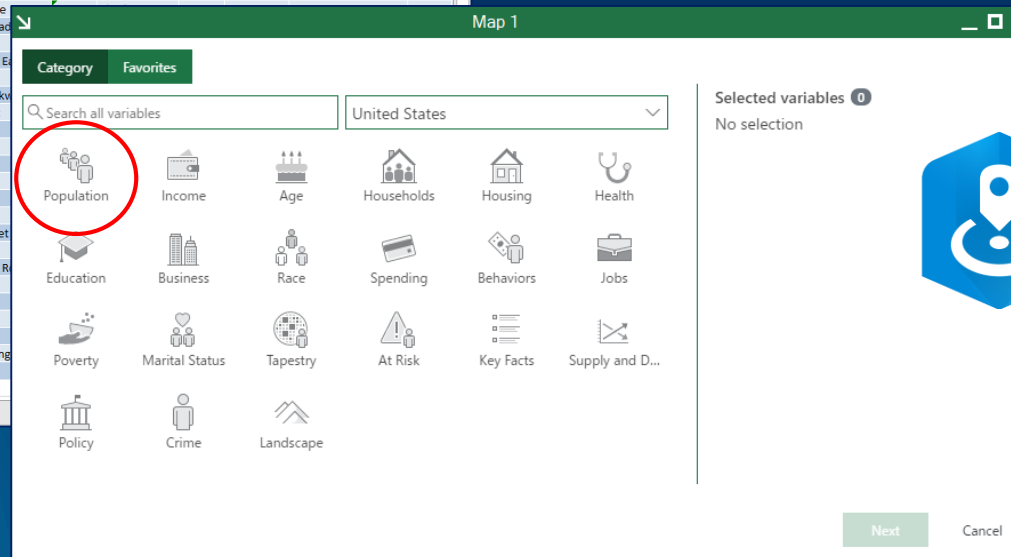 Map 1
Category Favorites
Search all variables United States
Selected variables 0
No selection
Population Income Age Households Housing Health
Education Business Race Spending Behaviors Jobs
Poverty Marital Status Tapestry At Risk Key Facts Supply and D...
Policy Crime Landscape
Next Cancel